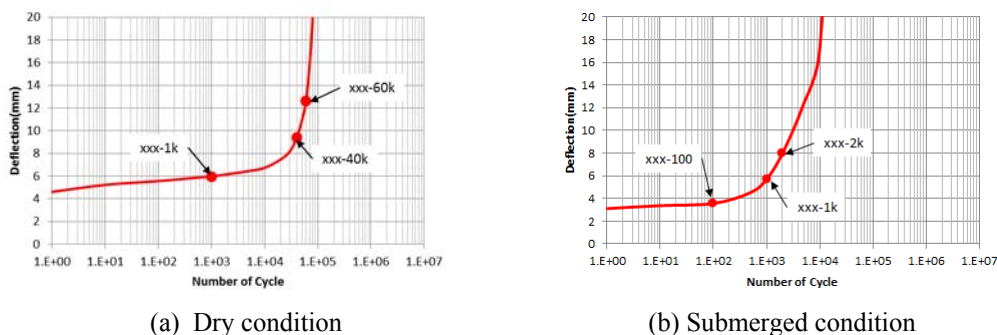 20
18
16
14
12
10
8
6
4
2
0
Deflection(mm)
xxx-60k
xxx-1k
xxx-40k
1.E+00 1.E+01 1.E+02 1.E+03 1.E+04 1.E+05 1.E+06 1.E+07
Number of Cycle
(a) Dry condition
20
18
16
14
12
10
8
6
4
2
0
Deflection(mm)
xxx-2k
xxx-100
xxx-1k
1.E+00 1.E+01 1.E+02 1.E+03 1.E+04 1.E+05 1.E+06 1.E+07
Number of Cycle
(b) Submerged condition